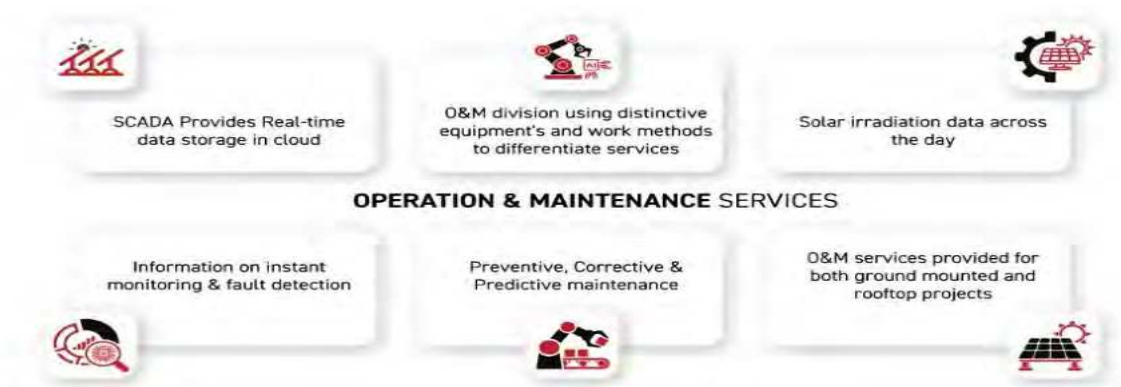 SCADA Provides Real-time
data storage in cloud
O&M division using distinctive
equipment's and work methods
to differentiate services
AI
Solar irradiation data across
the day
OPERATION & MAINTENANCE SERVICES
Information on instant
monitoring & fault detection
Preventive, Corrective &
Predictive maintenance
O&M services provided for
both ground mounted and
rooftop projects